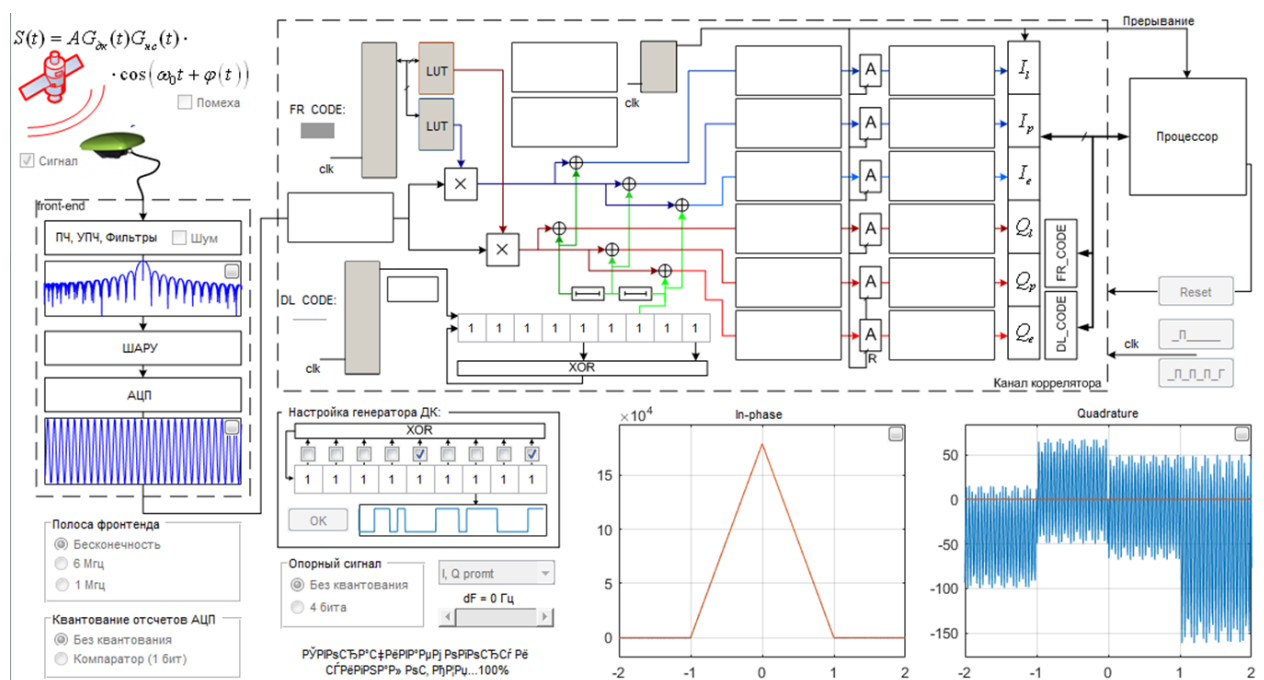 S(t) = AG_дк(t)G_нс(t) ·
· cos(ω₀t + φ(t))
Помеха
Сигнал
front-end
ПЧ, УПЧ, Фильтры
Шум
ШАРУ
АЦП
Полоса фронтенда
Бесконечность
6 Мгц
1 Мгц
Квантование отсчетов АЦП
Без квантования
Компаратор (1 бит)
FR CODE:
clk
LUT
LUT
clk
×
×
DL CODE:
clk
1 1 1 1 1 1 1 1 1
XOR
A
A
A
A
A
A
R
I_l
I_p
I_e
Q_l
Q_p
Q_e
FR_CODE
DL_CODE
Канал коррелятора
Прерывание
Процессор
Reset
_П_____
clk
_П_П_П_Г
Настройка генератора ДК:
XOR
1 1 1 1 1 1 1 1 1
OK
Опорный сигнал
Без квантования
4 бита
I, Q promt
dF = 0 Гц
In-phase
×10⁴
15
10
5
0
-2 -1 0 1 2
Quadrature
50
0
-50
-100
-150
-2 -1 0 1 2